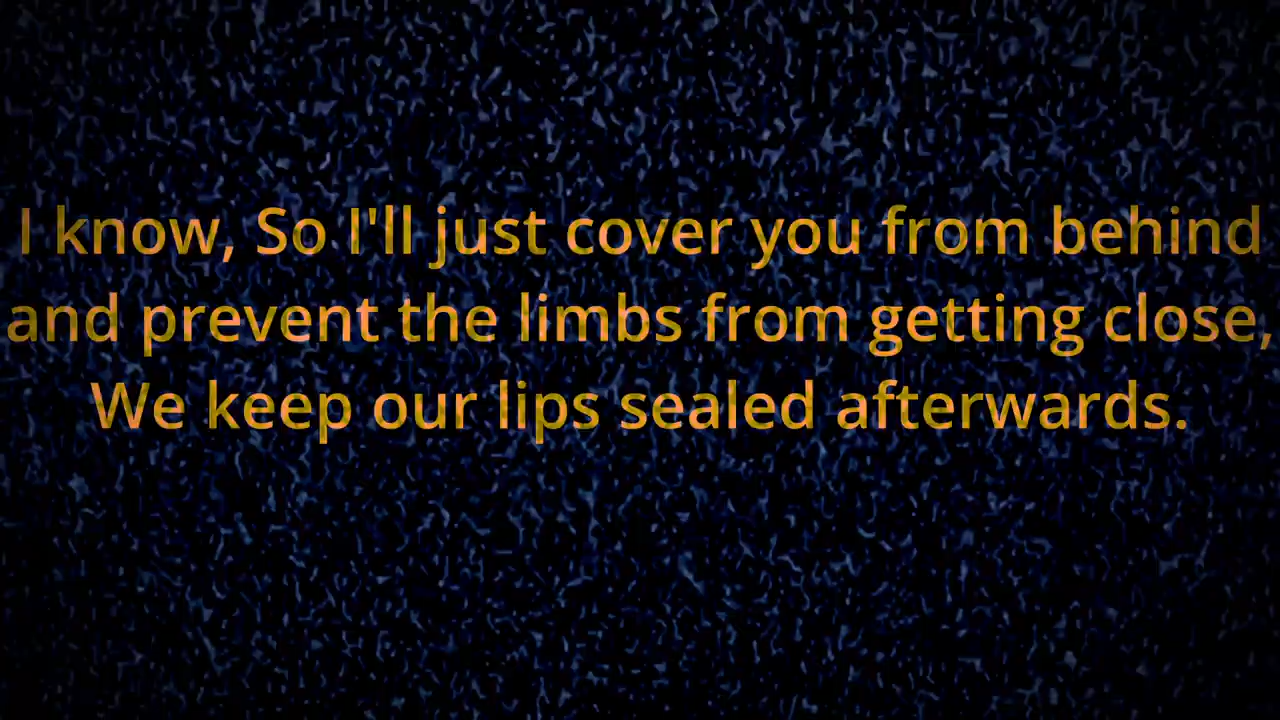 I know, So I'll just cover you from behind
and prevent the limbs from getting close,
We keep our lips sealed afterwards.